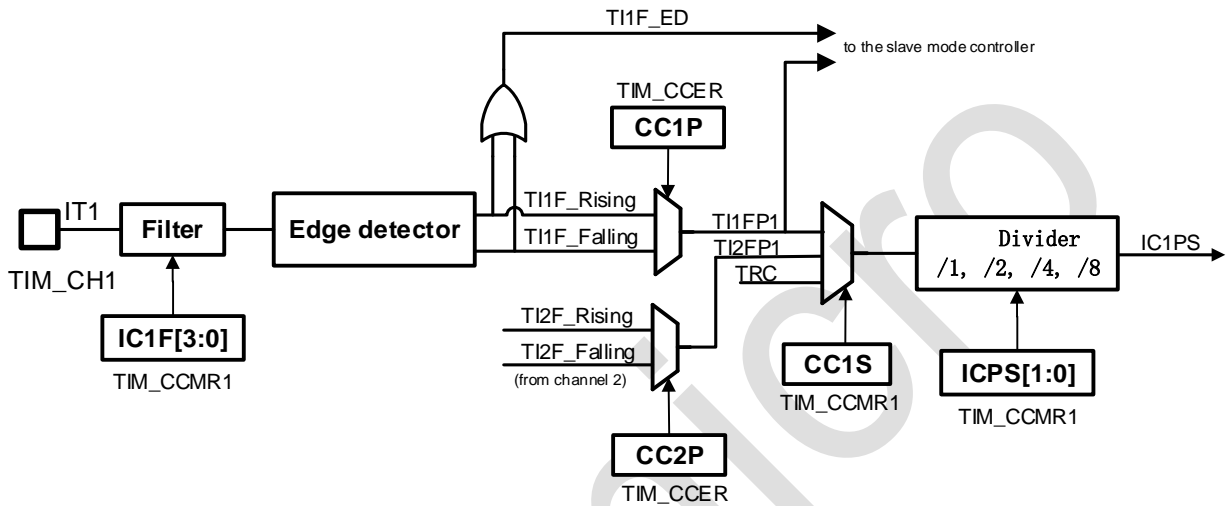 TI1F_ED
to the slave mode controller
TIM_CCER
CC1P
IT1
Filter
Edge detector
TI1F_Rising
TI1F_Falling
TI1FP1
TI2FP1
TRC
Divider
/1, /2, /4, /8
IC1PS
TIM_CH1
IC1F[3:0]
TIM_CCMR1
TI2F_Rising
TI2F_Falling
(from channel 2)
CC1S
TIM_CCMR1
ICPS[1:0]
TIM_CCMR1
CC2P
TIM_CCER